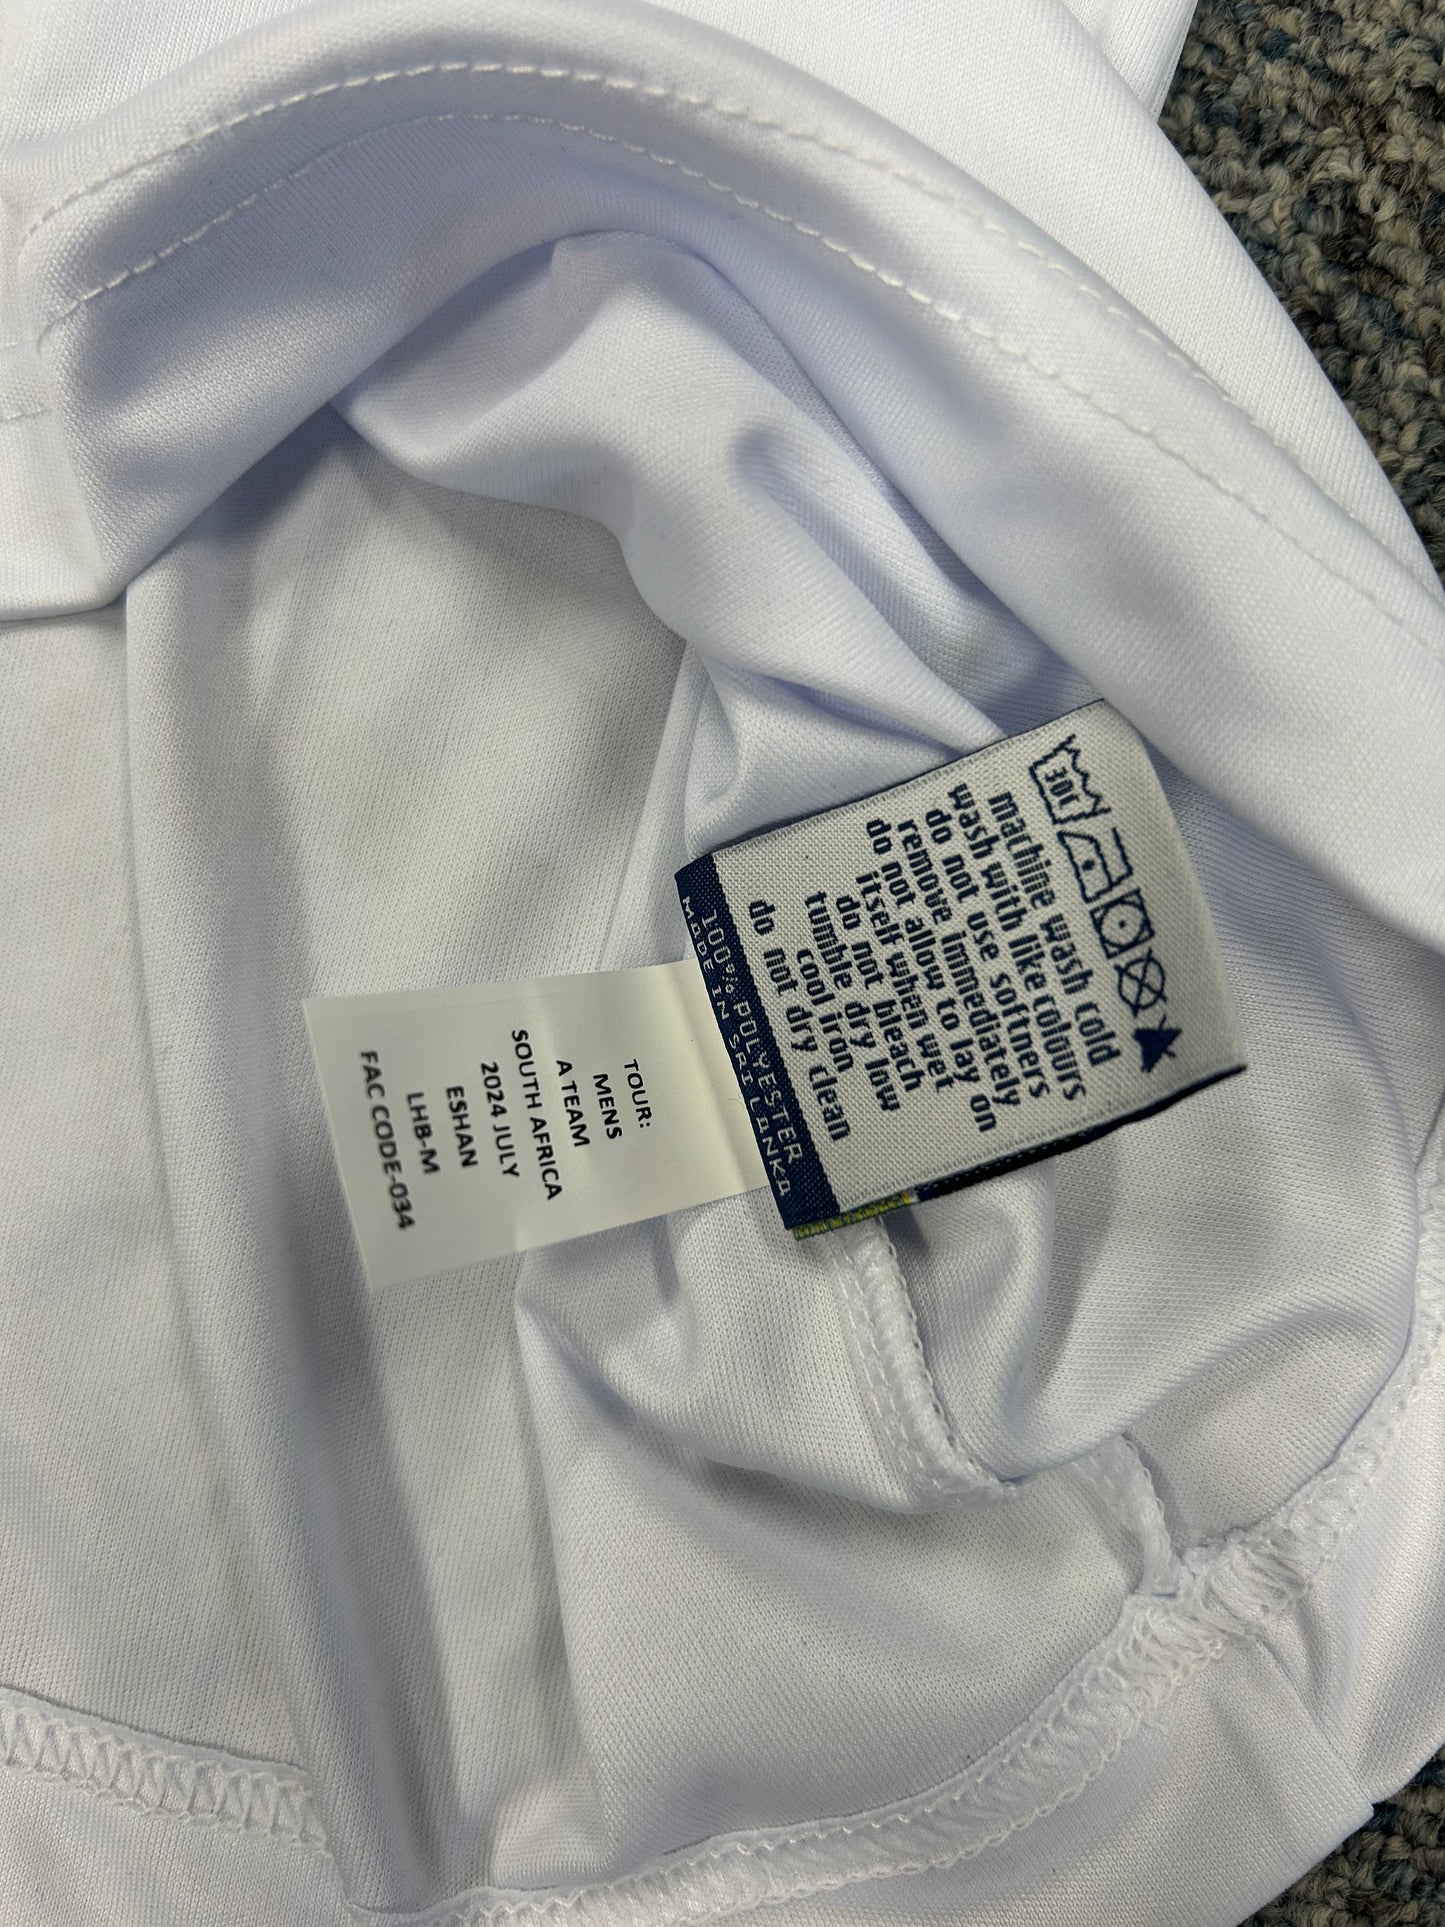 30C
machine wash cold
wash with like colours
do not use softners
remove immediately
do not allow to lay on
itself when wet
do not bleach
tumble dry low
cool iron
do not dry clean
100% POLYESTER
MADE IN SRI LANKA
TOUR:
MENS
A TEAM
SOUTH AFRICA
2024 JULY
ESHAN
LHB-M
FAC CODE-034